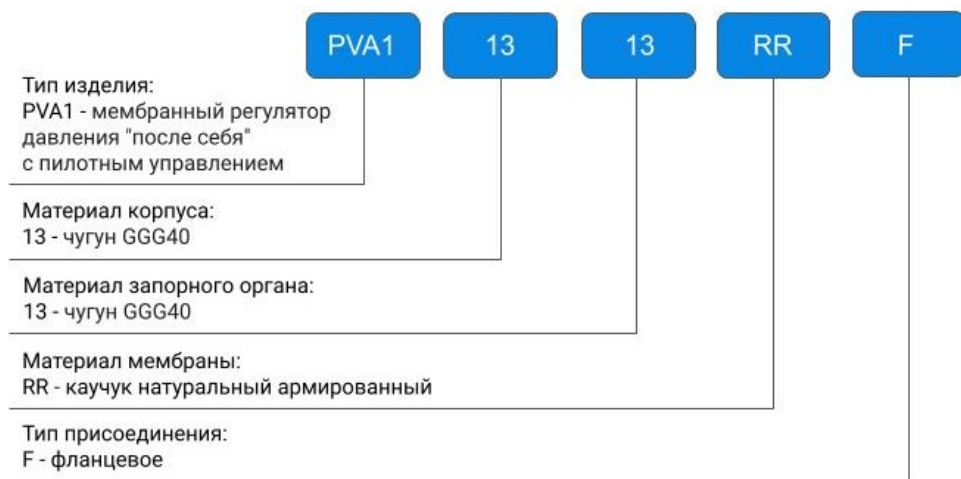 PVA1 13 13 RR F
Тип изделия:
PVA1 - мембранный регулятор
давления "после себя"
с пилотным управлением
Материал корпуса:
13 - чугун GGG40
Материал запорного органа:
13 - чугун GGG40
Материал мембраны:
RR - каучук натуральный армированный
Тип присоединения:
F - фланцевое